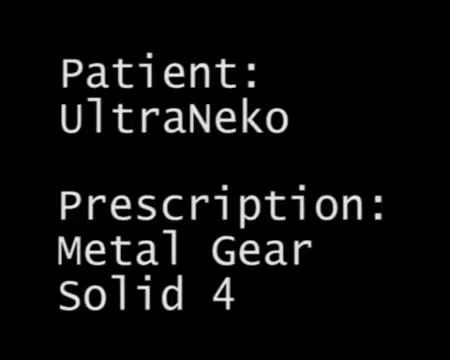 Patient:
UltraNeko
Prescription:
Metal Gear
Solid 4